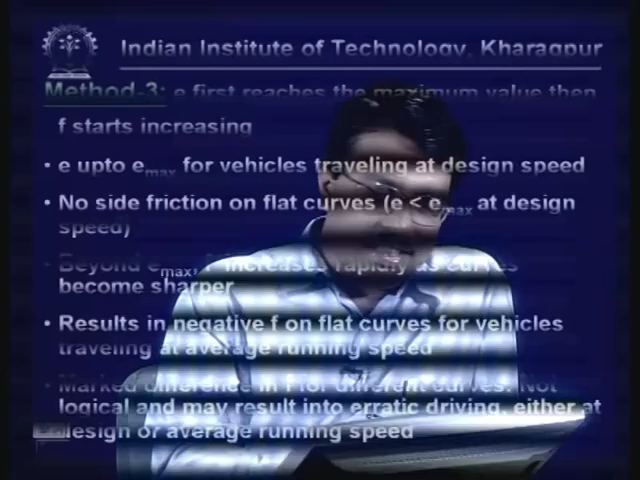 Indian Institute of Technology, Kharagpur
Method-3: e first reaches the maximum value then
f starts increasing
• e upto emax for vehicles traveling at design speed
• No side friction on flat curves (e < emax at design
speed)
Beyond emax, f increases rapidly as curves
become sharper
• Results in negative f on flat curves for vehicles
traveling at average running speed
• Marked difference in f for different curves. Not
logical and may result into erratic driving, either at
design or average running speed